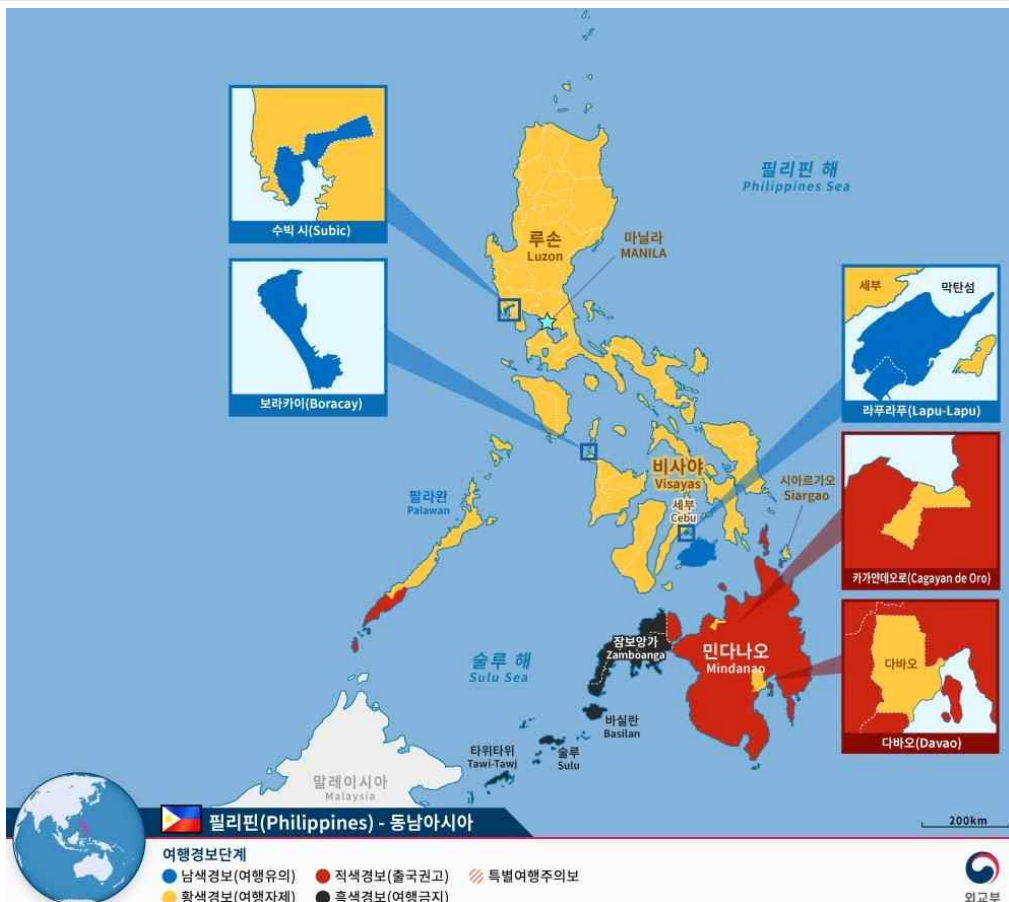 수빅 시(Subic)
보라카이(Boracay)
필리핀 해
Philippines Sea
루손
Luzon
마닐라
MANILA
세부
막탄섬
라푸라푸(Lapu-Lapu)
비사야
Visayas
세부
Cebu
시아르가오
Siargao
팔라완
Palawan
카가얀데오로(Cagayan de Oro)
잠보앙가
Zamboanga
민다나오
Mindanao
다바오
다바오(Davao)
술루 해
Sulu Sea
바실란
Basilan
타위타위
Tawi-Tawi
술루
Sulu
말레이시아
Malaysia
200km
필리핀(Philippines) - 동남아시아
여행경보단계
남색경보(여행유의) 적색경보(출국권고) 특별여행주의보
황색경보(여행자제) 흑색경보(여행금지)
외교부